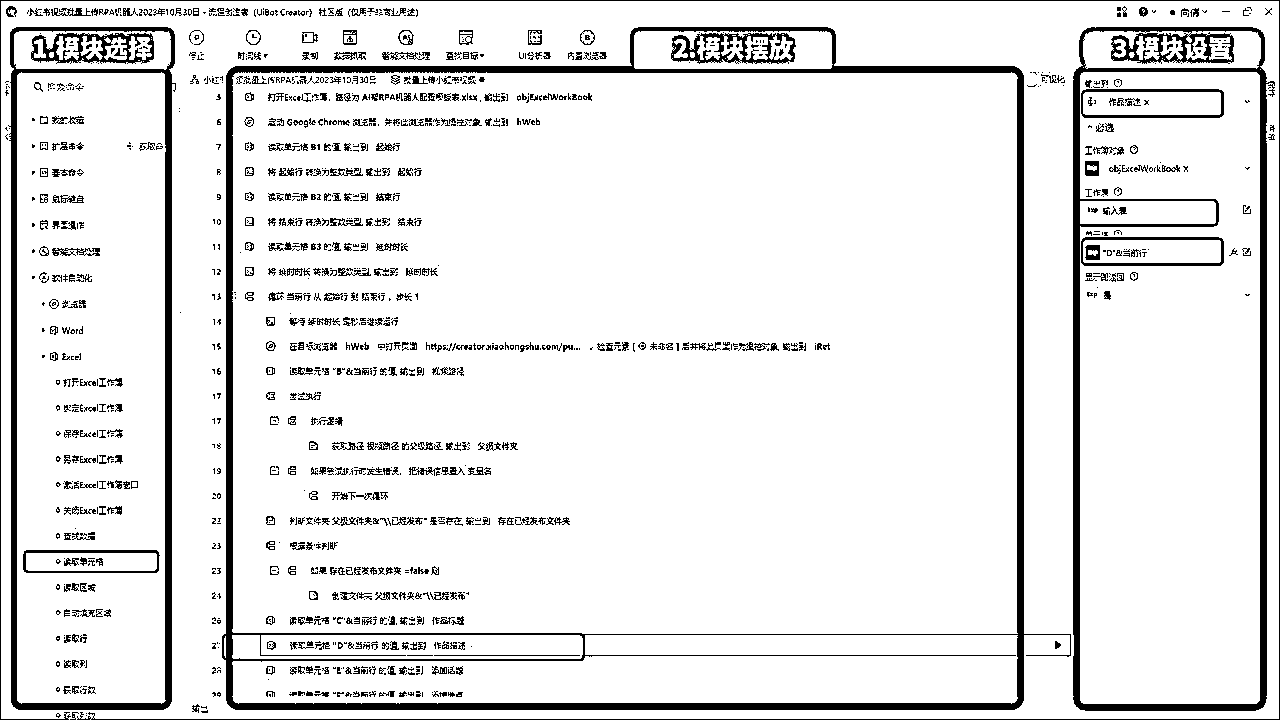 小红书视频批量上传RPA机器人2023年10月30日 - 流程创造者（UiBot Creator） 社区版（仅用于非商业用途）
1.模块选择
停止
时间线
录制
数据抓取
智能文档处理
查找目标
2.模块摆放
UI分析器
内置浏览器
3.模块设置
小红书视频批量上传RPA机器人2023年10月30日
批量上传小红书视频
可视化
搜索命令
我的收藏
扩展命令
获取命
基本命令
鼠标键盘
界面操作
智能文档处理
软件自动化
浏览器
Word
Excel
打开Excel工作簿
绑定Excel工作簿
保存Excel工作簿
另存Excel工作簿
激活Excel工作簿窗口
关闭Excel工作簿
查找数据
读取单元格
读取区域
自动填充区域
读取行
读取列
获取行数
获取列数
5 打开Excel工作簿，路径为 AI帮RPA机器人配置模板表.xlsx，输出到 objExcelWorkBook
6 启动 Google Chrome 浏览器，并将此浏览器作为操控对象，输出到 hWeb
7 读取单元格 B1 的值，输出到 起始行
8 将 起始行 转换为整数类型，输出到 起始行
9 读取单元格 B2 的值，输出到 结束行
10 将 结束行 转换为整数类型，输出到 结束行
11 读取单元格 B3 的值，输出到 延时时长
12 将 延时时长 转换为整数类型，输出到 延时时长
13 循环 当前行 从 起始行 到 结束行，步长 1
14 等待 延时时长 毫秒后继续运行
15 在目标浏览器 hWeb 中打开页面 https://creator.xiaohongshu.com/pu... ，检查元素 [ 未命名 ] 后并将此页面作为操控对象，输出到 iRet
16 读取单元格 "B"&当前行 的值，输出到 视频路径
17 尝试执行
17 执行逻辑
18 获取路径 视频路径 的父级路径，输出到 父级文件夹
19 如果尝试执行时发生错误，把错误信息置入 变量名
20 开始下一次循环
22 判断文件夹 父级文件夹&"\\已经发布" 是否存在，输出到 存在已经发布文件夹
23 根据条件判断
23 如果 存在已经发布文件夹 =false 则
24 创建文件夹 父级文件夹&"\\已经发布"
26 读取单元格 "C"&当前行 的值，输出到 作品标题
27 读取单元格 "D"&当前行 的值，输出到 作品描述
28 读取单元格 "E"&当前行 的值，输出到 添加话题
29 读取单元格 "F"&当前行 的值，输出到 添加地点
输出
输出到
作品描述 X
必选
工作簿对象
objExcelWorkBook X
工作表
Exp 输入表
单元格
Exp "D"&当前行
显示即返回
Exp 是